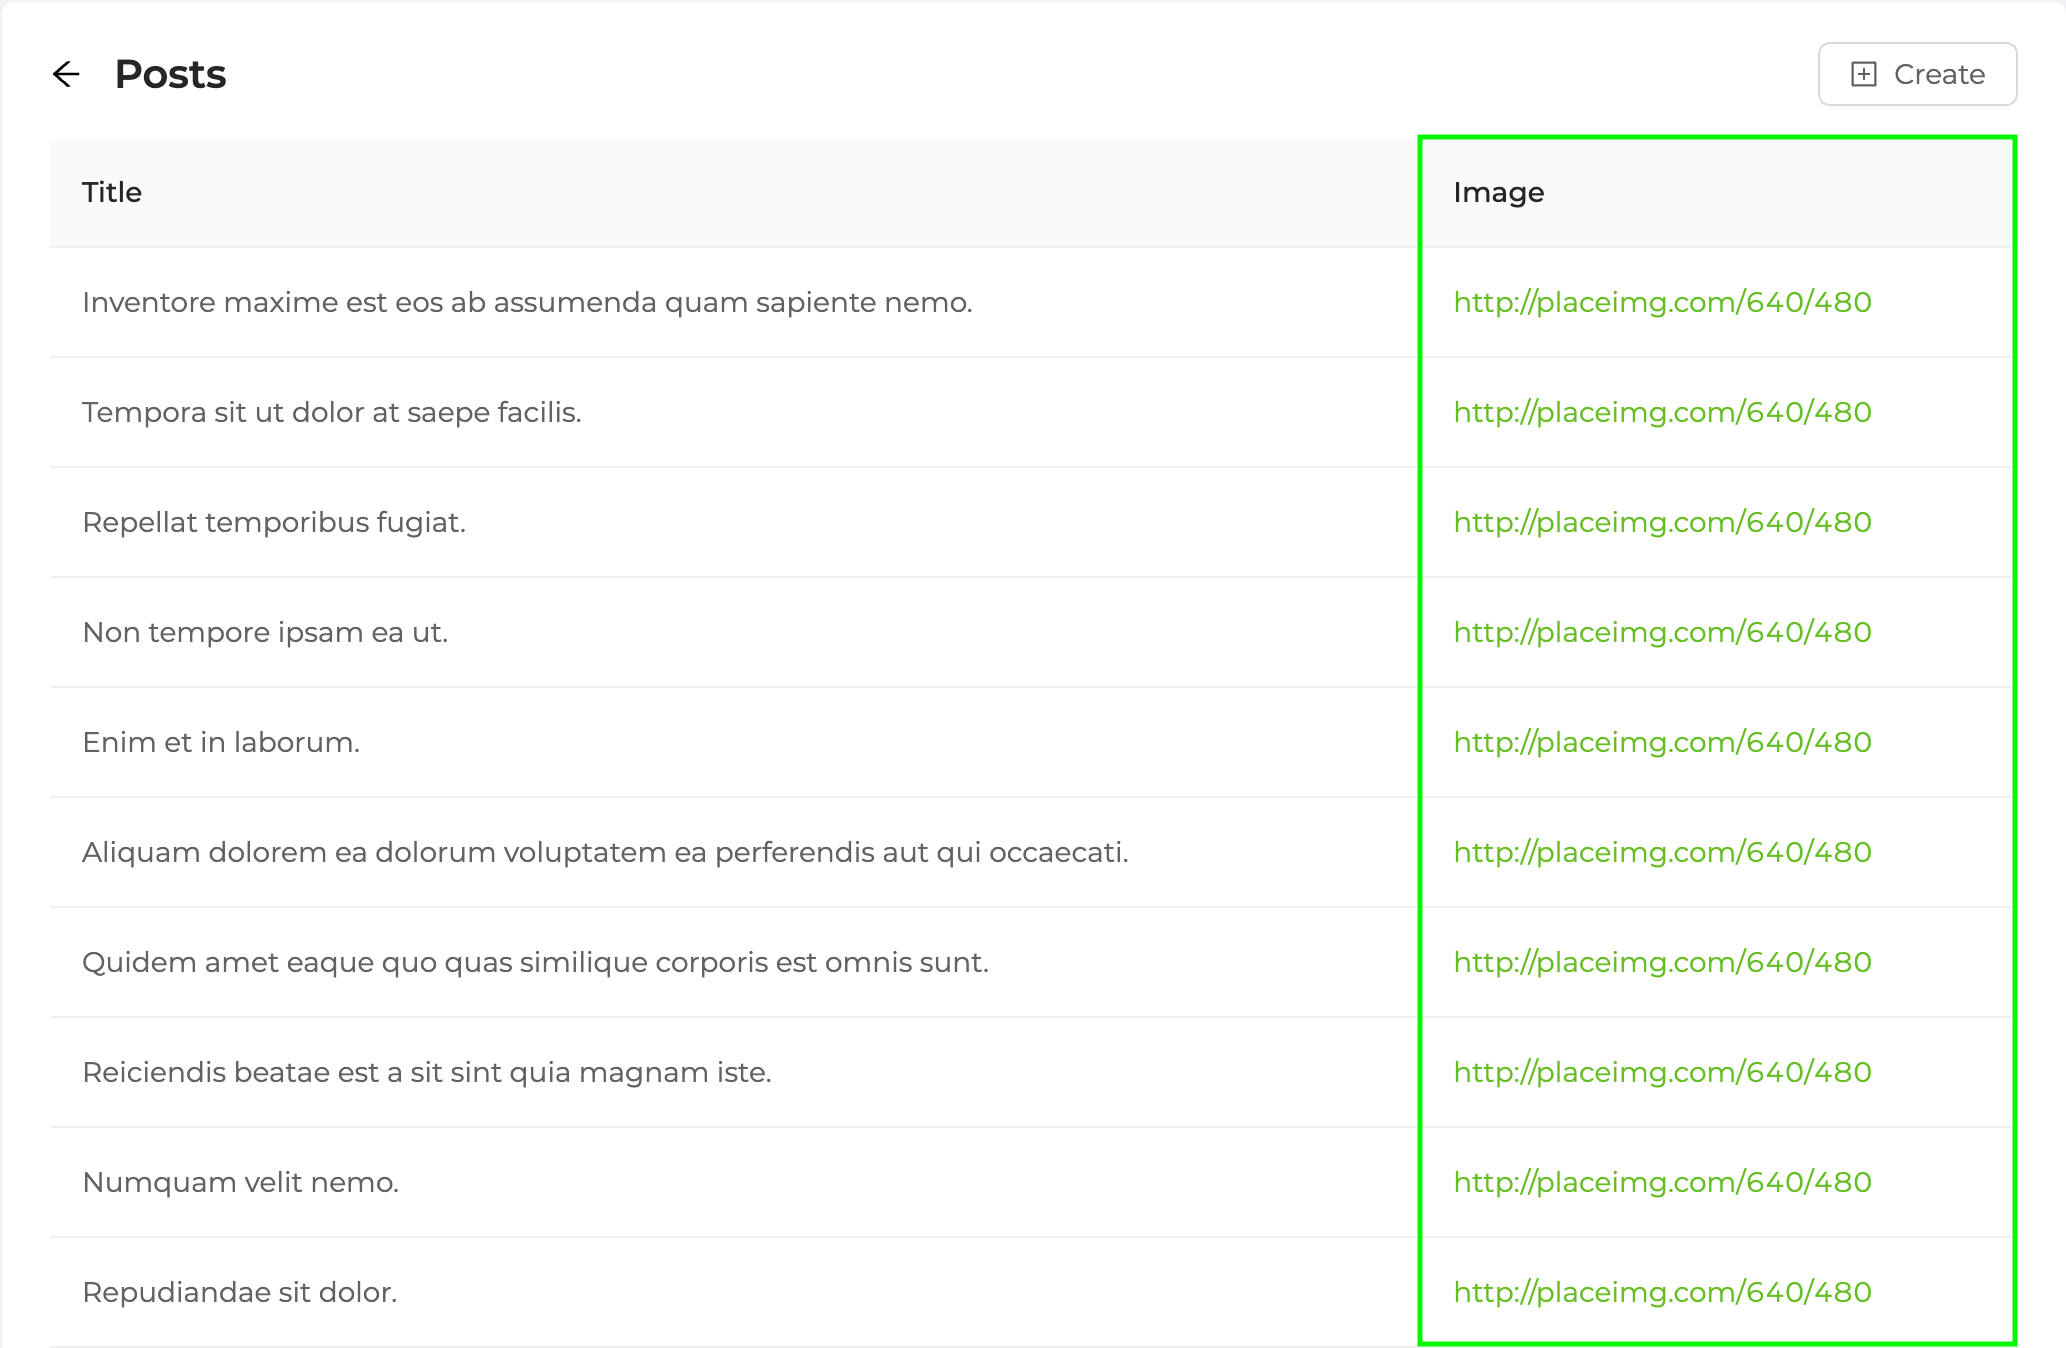 Posts
Create
Title Image
Inventore maxime est eos ab assumenda quam sapiente nemo. http://placeimg.com/640/480
Tempora sit ut dolor at saepe facilis. http://placeimg.com/640/480
Repellat temporibus fugiat. http://placeimg.com/640/480
Non tempore ipsam ea ut. http://placeimg.com/640/480
Enim et in laborum. http://placeimg.com/640/480
Aliquam dolorem ea dolorum voluptatem ea perferendis aut qui occaecati. http://placeimg.com/640/480
Quidem amet eaque quo quas similique corporis est omnis sunt. http://placeimg.com/640/480
Reiciendis beatae est a sit sint quia magnam iste. http://placeimg.com/640/480
Numquam velit nemo. http://placeimg.com/640/480
Repudiandae sit dolor. http://placeimg.com/640/480